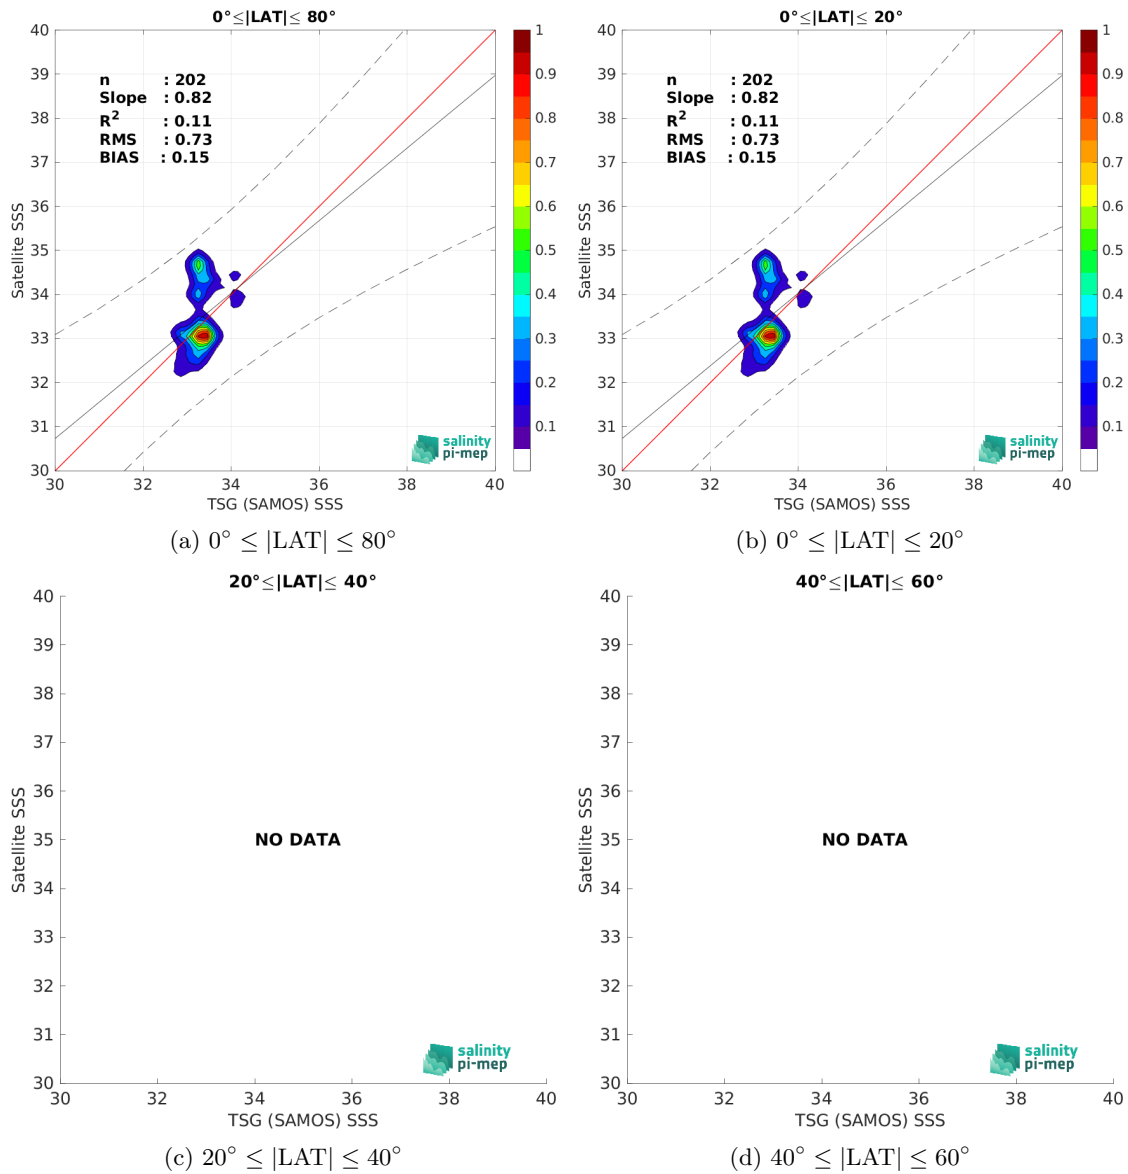 0°≤|LAT|≤ 80°
40
39
38
37
36
35
34
33
32
31
30
Satellite SSS
n : 202
Slope : 0.82
R² : 0.11
RMS : 0.73
BIAS : 0.15
1
0.9
0.8
0.7
0.6
0.5
0.4
0.3
0.2
0.1
salinity
pi-mep
30 32 34 36 38 40
TSG (SAMOS) SSS
(a) 0° ≤ |LAT| ≤ 80°
0°≤|LAT|≤ 20°
40
39
38
37
36
35
34
33
32
31
30
Satellite SSS
n : 202
Slope : 0.82
R² : 0.11
RMS : 0.73
BIAS : 0.15
1
0.9
0.8
0.7
0.6
0.5
0.4
0.3
0.2
0.1
salinity
pi-mep
30 32 34 36 38 40
TSG (SAMOS) SSS
(b) 0° ≤ |LAT| ≤ 20°
20°≤|LAT|≤ 40°
40
39
38
37
36
35
34
33
32
31
30
Satellite SSS
NO DATA
salinity
pi-mep
30 32 34 36 38 40
TSG (SAMOS) SSS
(c) 20° ≤ |LAT| ≤ 40°
40°≤|LAT|≤ 60°
40
39
38
37
36
35
34
33
32
31
30
Satellite SSS
NO DATA
salinity
pi-mep
30 32 34 36 38 40
TSG (SAMOS) SSS
(d) 40° ≤ |LAT| ≤ 60°